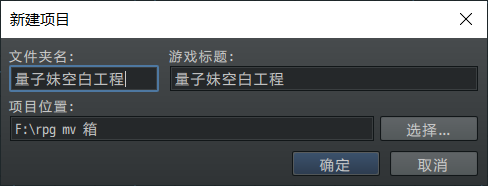 新建项目
文件夹名: 游戏标题:
量子妹空白工程 量子妹空白工程
项目位置:
F:\rpg mv 箱 选择...
确定 取消